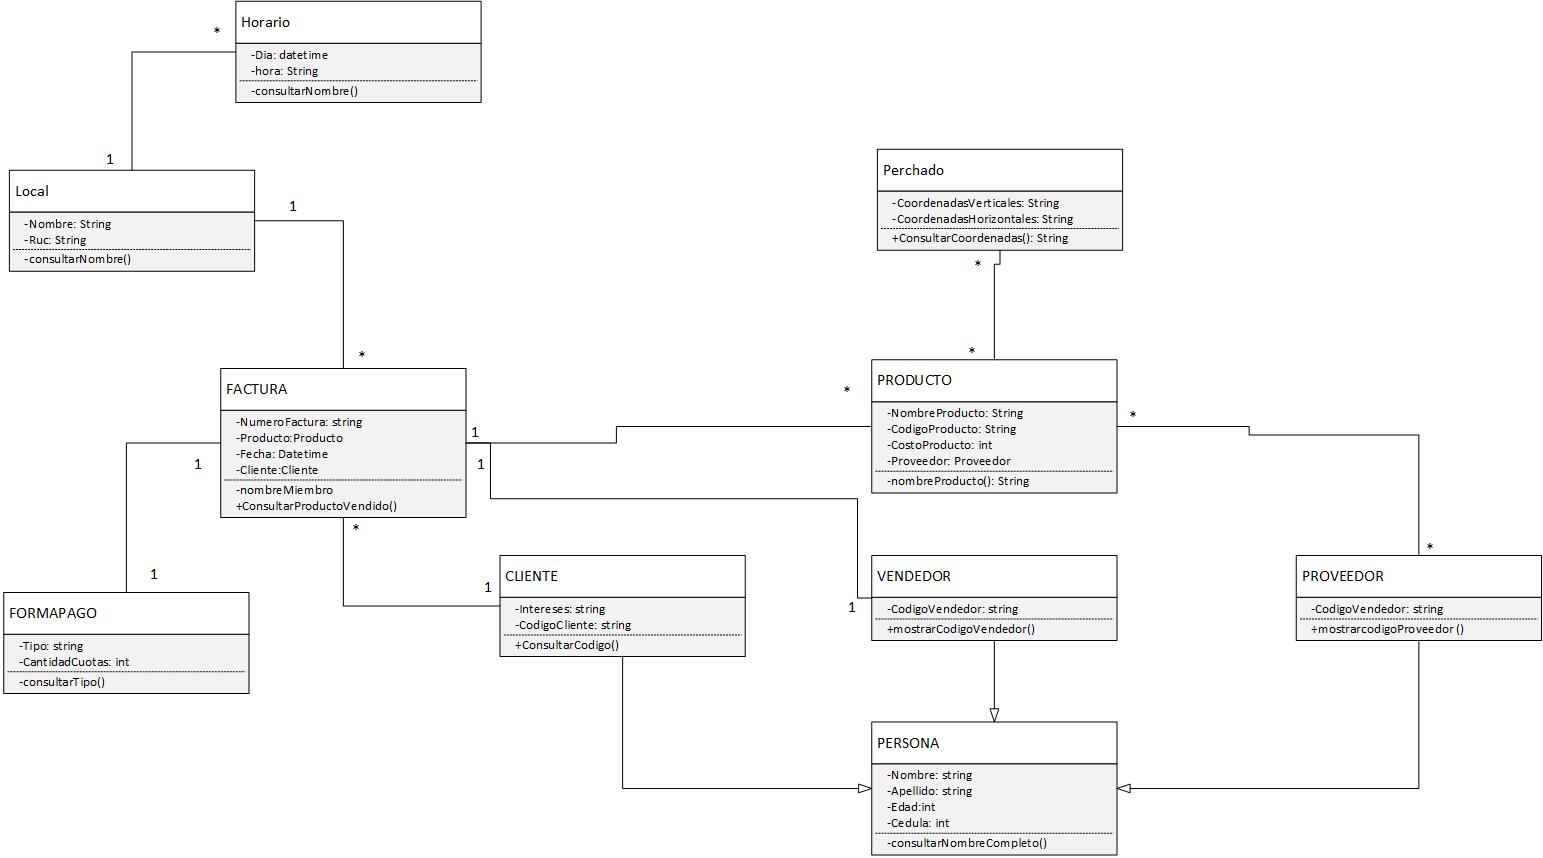 Horario
-Dia: datetime
-hora: String
-consultarNombre()
*
1
Local
-Nombre: String
-Ruc: String
-consultarNombre()
1
*
Perchado
-CoordenadasVerticales: String
-CoordenadasHorizontales: String
+ConsultarCoordenadas(): String
*
*
FACTURA
-NumeroFactura: string
-Producto:Producto
-Fecha: Datetime
-Cliente:Cliente
-nombreMiembro
+ConsultarProductoVendido()
1
*
1
PRODUCTO
-NombreProducto: String
-CodigoProducto: String
-CostoProducto: int
-Proveedor: Proveedor
-nombreProducto(): String
*
*
1
1
*
1
1
FORMAPAGO
-Tipo: string
-CantidadCuotas: int
-consultarTipo()
CLIENTE
-Intereses: string
-CodigoCliente: string
+ConsultarCodigo()
VENDEDOR
-CodigoVendedor: string
+mostrarCodigoVendedor()
PROVEEDOR
-CodigoVendedor: string
+mostrarcodigoProveedor ()
PERSONA
-Nombre: string
-Apellido: string
-Edad:int
-Cedula: int
-consultarNombreCompleto()